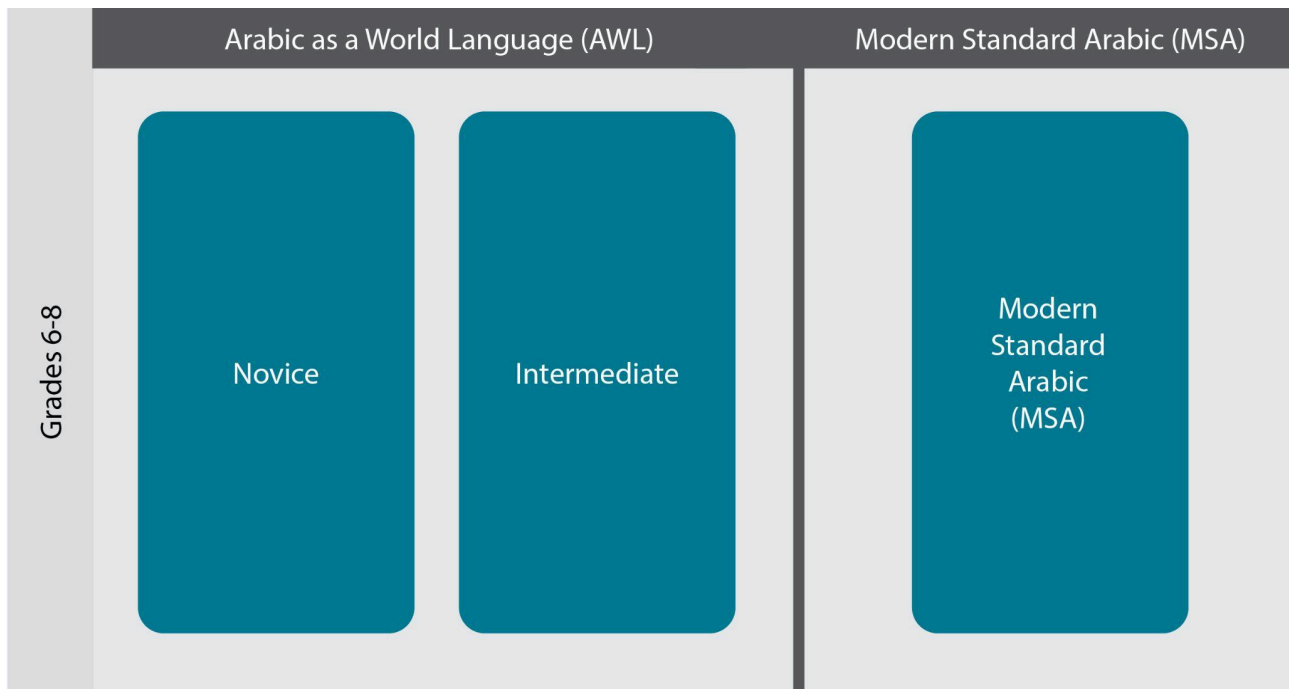 Arabic as a World Language (AWL)
Modern Standard Arabic (MSA)
Grades 6-8
Novice
Intermediate
Modern
Standard
Arabic
(MSA)